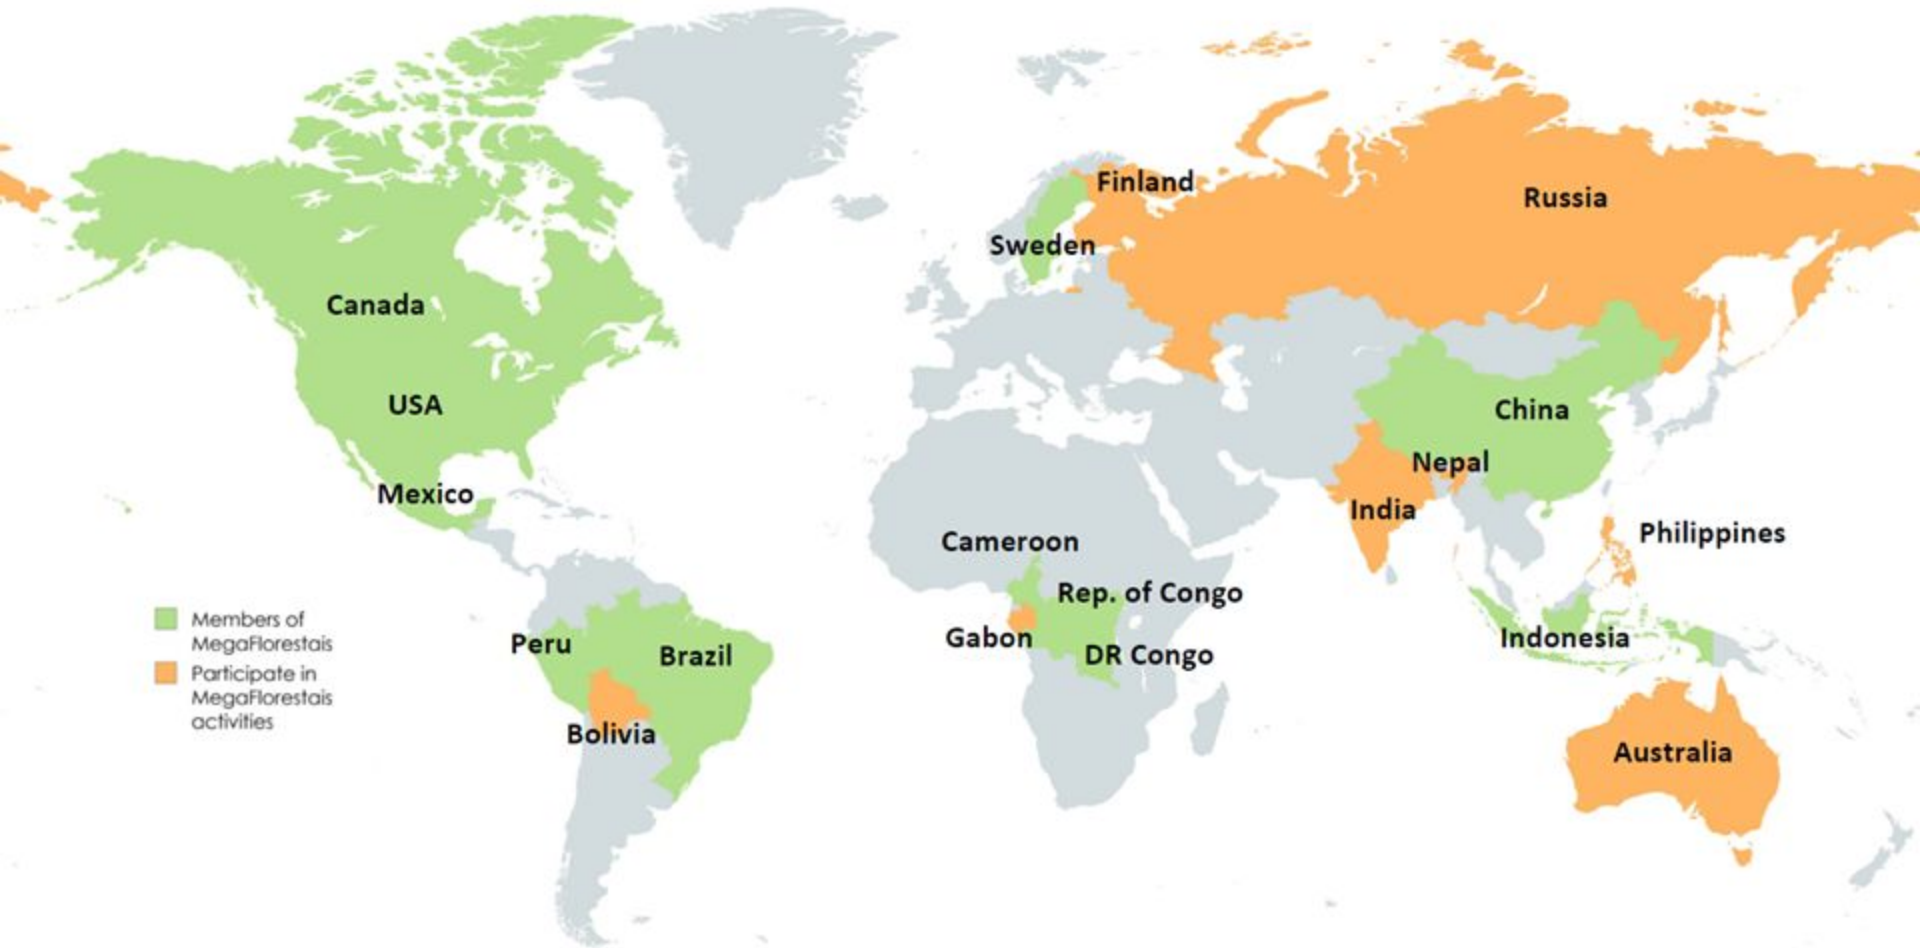 Finland
Russia
Sweden
Canada
USA
China
Nepal
Mexico
India
Philippines
Cameroon
Rep. of Congo
Members of
MegaFlorestais
Peru
Brazil
Gabon
DR Congo
Indonesia
Participate in
MegaFlorestais
activities
Bolivia
Australia